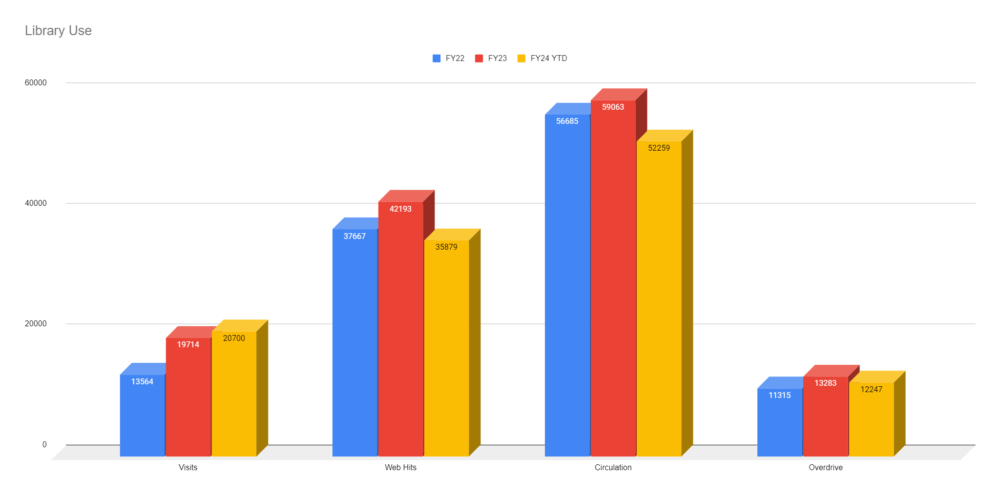 Library Use
FY22 FY23 FY24 YTD
60000
40000
20000
0
13564 19714 20700
37667 42193 35879
56685 59063 52259
11315 13283 12247
Visits Web Hits Circulation Overdrive